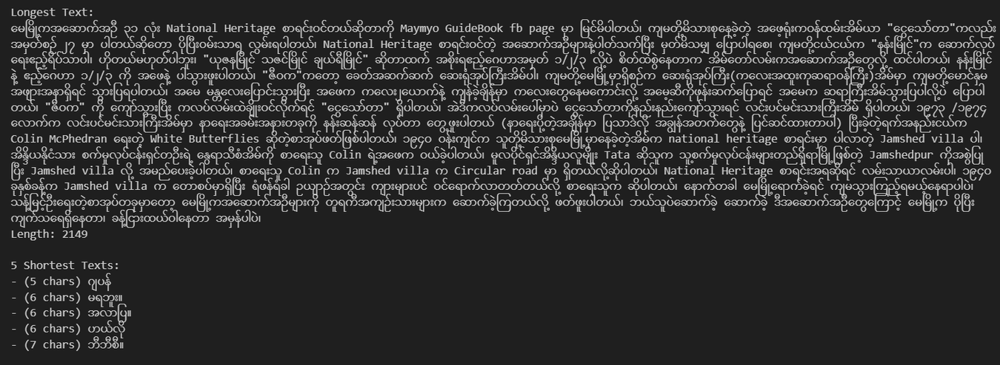 Longest Text:
မေမြို့ကအဆောက်အဦ ၃၁ လုံး National Heritage စာရင်းဝင်တယ်ဆိုတာကို Maymyo GuideBook fb page မှာ မြင်မိပါတယ်၊ ကျမတို့မိသားစုနေခဲ့တဲ့ အဖေ့ရုံးကဝန်ထမ်းအိမ်ယာ "ငွေသော်တာ"ကလည်း
အမှတ်စဉ် ၂၇ မှာ ပါတယ်ဆိုတော့ ပိုပြီးဝမ်းသာရ လွမ်းရပါတယ်၊ National Heritage စာရင်းဝင်တဲ့ အဆောက်အဦများနဲ့ပါတ်သက်ပြီး မှတ်မိသမျှ ပြောပါရစေ၊ ကျမတို့ငယ်ငယ်က "နန်းမြိုင်"က ဆောက်လုပ်
ရေးဧည့်ရိပ်သာပါ၊ ဟိုတယ်မဟုတ်ပါဘူး၊ "ယုဇနမြိုင် သဇင်မြိုင် ချယ်ရီမြိုင်" ဆိုတာထက် အစိုးရဧည့်ဂေဟာအမှတ် ၁/၂/၃ လို့ပဲ စိတ်ထဲစွဲနေတာက အိမ်တော်လမ်းကအဆောက်အဦတွေလို့ ထင်ပါတယ်၊ နန်းမြိုင်
နဲ့ ဧည့်ဂေဟာ ၁/၂/၃ ကို အဖေနဲ့ ပါသွားဖူးပါတယ်၊ "ဇီဝက"ကတော့ ခေတ်အဆက်ဆက် ဆေးရုံအုပ်ကြီးအိမ်ပါ၊ ကျမတို့မေမြို့မှာရှိစဉ်က ဆေးရုံအုပ်ကြီး(ကလေးအထူးကုဆရာဝန်ကြီး)အိမ်မှာ ကျမတို့မောင်နှမ
အဖျားအနာရှိရင် သွားပြရပါတယ်၊ အမေ မန္တလေးပြောင်းသွားပြီး အဖေက ကလေး၂ယောက်နဲ့ ကျန်ခဲ့ချိန်မှာ ကလေးတွေနေမကောင်းလို့ အမေ့ဆီကိုဖုန်းဆက်ပြောရင် အမေက ဆရာကြီးအိမ်သွားပြပါလို့ပဲ ပြောပါ
တယ်၊ "ဇီဝက" ကို ကျော်သွားပြီး ကလပ်လမ်းထဲချိုးဝင်လိုက်ရင် "ငွေသော်တာ" ရှိပါတယ်၊ အဲဒီကလပ်လမ်းပေါ်မှာပဲ ငွေသော်တာကိုနည်းနည်းကျော်သွားရင် လင်းပင်မင်းသားကြီးအိမ် ရှိပါတယ်၊ ၁၉၇၃ /၁၉၇၄
လောက်က လင်းပင်မင်းသားကြီးအိမ်မှာ နာရေးအခမ်းအနားတခုကို နန်းဆန်ဆန် လုပ်တာ တွေ့ဖူးပါတယ် (နာရေးပို့တဲ့အချိန်မှာ ပြသာဒ်လို အချွန်အတက်တွေနဲ့ ပြင်ဆင်ထားတာပါ) ပြီးခဲ့တဲ့ရက်အနည်းငယ်က
Colin McPhedran ရေးတဲ့ White Butterflies ဆိုတဲ့စာအုပ်ဖတ်ဖြစ်ပါတယ်၊ ၁၉၄၀ ဝန်းကျင်က သူတို့မိသားစုမေမြို့မှာနေခဲ့တဲ့အိမ်က national heritage စာရင်းမှာ ပါလာတဲ့ Jamshed villa ပါ၊
အိန္ဒိယနိုင်ငံသား စက်မှုလုပ်ငန်းရှင်တဦးရဲ့ နွေရာသီစံအိမ်ကို စာရေးသူ Colin ရဲ့အဖေက ဝယ်ခဲ့ပါတယ်၊ မူလပိုင်ရှင်အိန္ဒိယလူမျိုး Tata ဆိုသူက သူ့စက်မှုလုပ်ငန်းများတည်ရှိရာမြို့ဖြစ်တဲ့ Jamshedpur ကိုအစွဲပြု
ပြီး Jamshed villa လို့ အမည်ပေးခဲ့ပါတယ်၊ စာရေးသူ Colin က Jamshed villa က Circular road မှာ ရှိတယ်လို့ဆိုပါတယ်၊ National Heritage စာရင်းအရဆိုရင် လမ်းသာယာလမ်းပါ၊ ၁၉၄၀
ခုနှစ်ခန့်က Jamshed villa က တောစပ်မှာရှိပြီး ရံဖန်ရံခါ ဥယျာဉ်အတွင်း ကျားများပင် ဝင်ရောက်လာတတ်တယ်လို့ စာရေးသူက ဆိုပါတယ်၊ နောက်တခါ မေမြို့ရောက်ခဲ့ရင် ကျမသွားကြည့်ရမယ့်နေရာပါပဲ၊
သန့်မြင့်ဦးရေးတဲ့စာအုပ်တခုမှာတော့ မေမြို့ကအဆောက်အဦများကို တူရကီအကျဉ်းသားများက ဆောက်ခဲ့ကြတယ်လို့ ဖတ်ဖူးပါတယ်၊ ဘယ်သူပဲဆောက်ခဲ့ ဆောက်ခဲ့ ဒီအဆောက်အဦတွေကြောင့် မေမြို့က ပိုပြီး
ကျက်သရေရှိနေတာ၊ ခန့်ငြားထယ်ဝါနေတာ အမှန်ပါပဲ၊
Length: 2149

5 Shortest Texts:
- (5 chars) ဂျပန်
- (6 chars) မရဘူး။
- (6 chars) အလာပြ။
- (6 chars) ဟယ်လို
- (7 chars) ဘီဘီစီ။